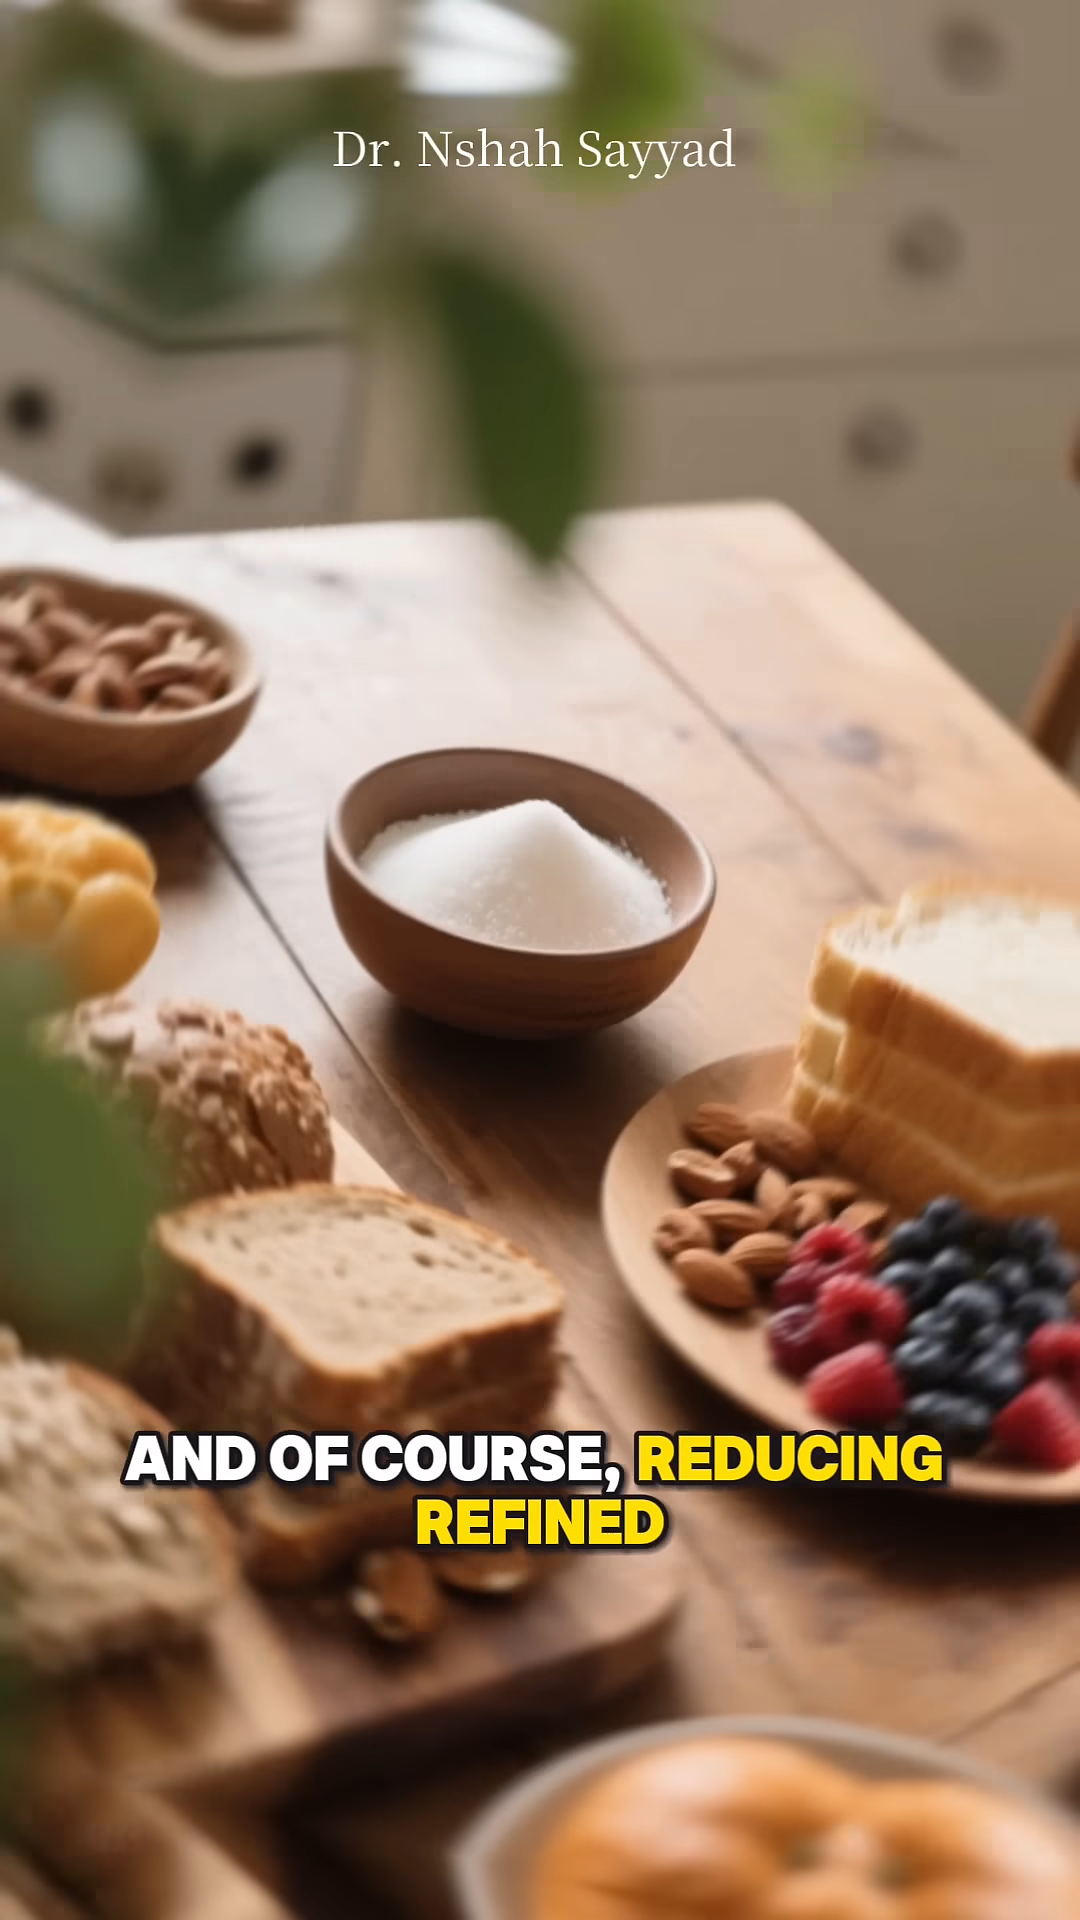 Dr. Nshah Sayyad
AND OF COURSE, REDUCING
REFINED